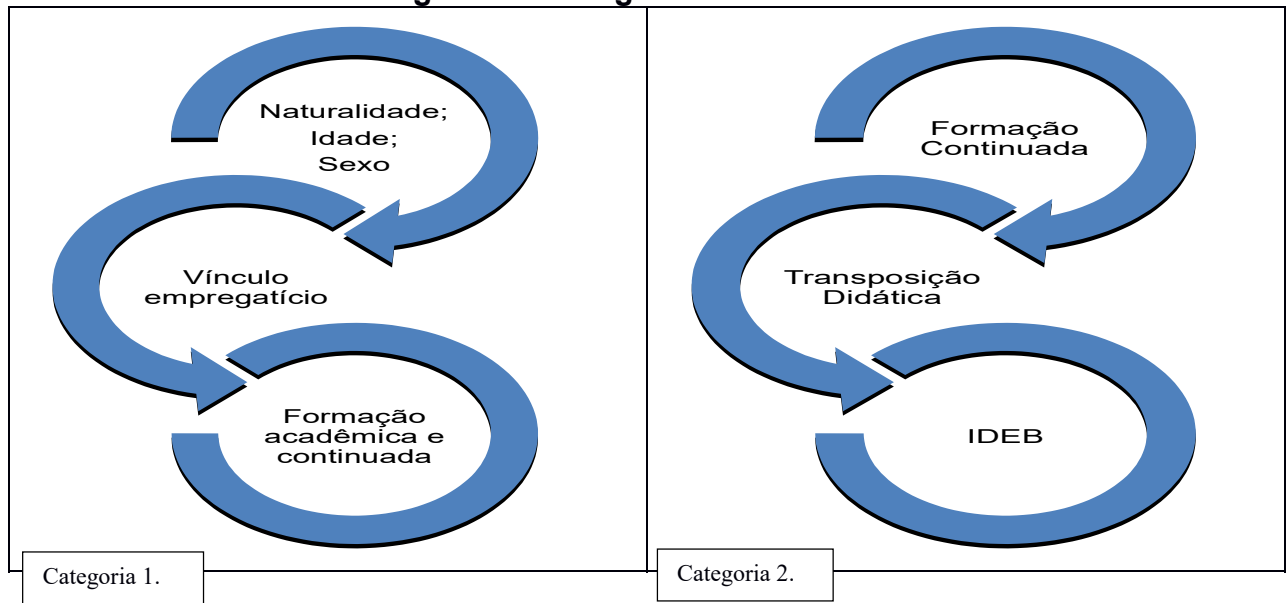 Naturalidade;
Idade;
Sexo
Vínculo
empregatício
Formação
acadêmica e
continuada
Categoria 1.
Formação
Continuada
Transposição
Didática
IDEB
Categoria 2.